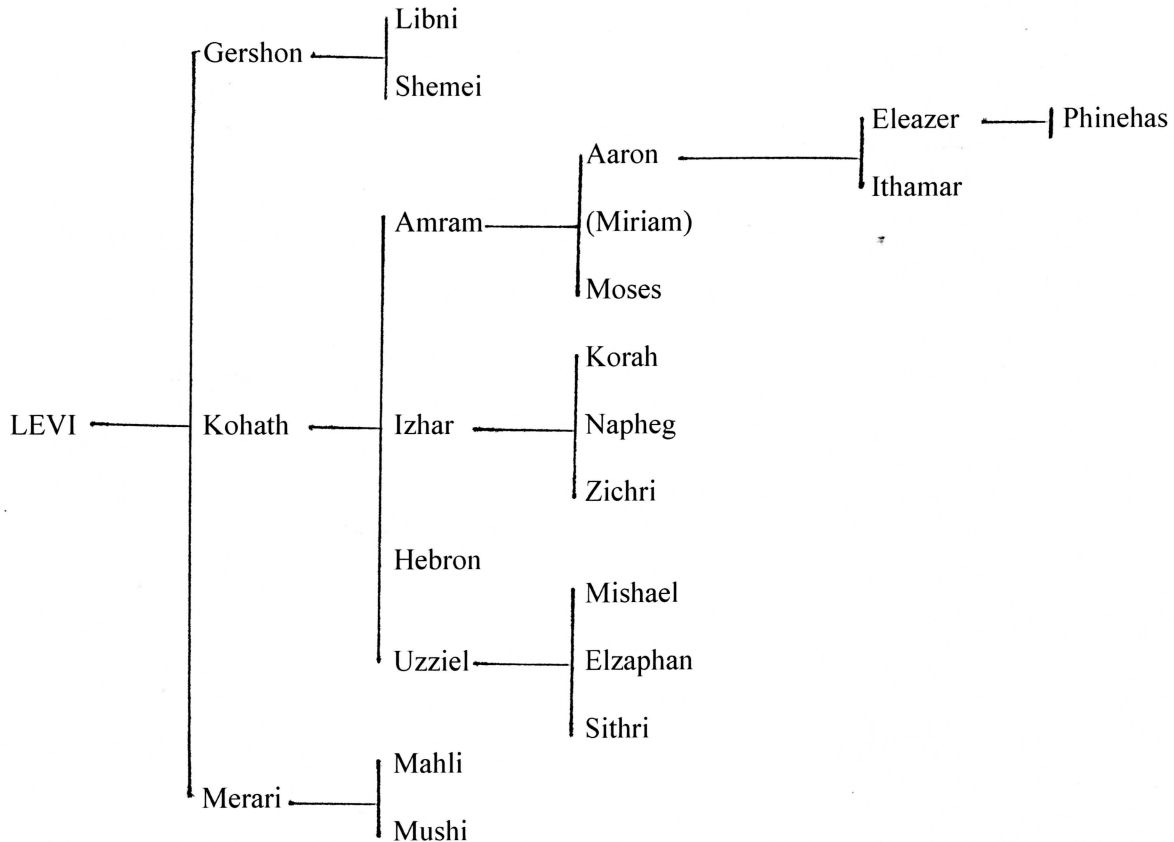 Libni
Gershon
Shemei
Eleazer Phinehas
Aaron
Ithamar
Amram (Miriam)
Moses
Korah
LEVI Kohath Izhar Napheg
Zichri
Hebron
Mishael
Uzziel Elzaphan
Sithri
Mahli
Merari
Mushi